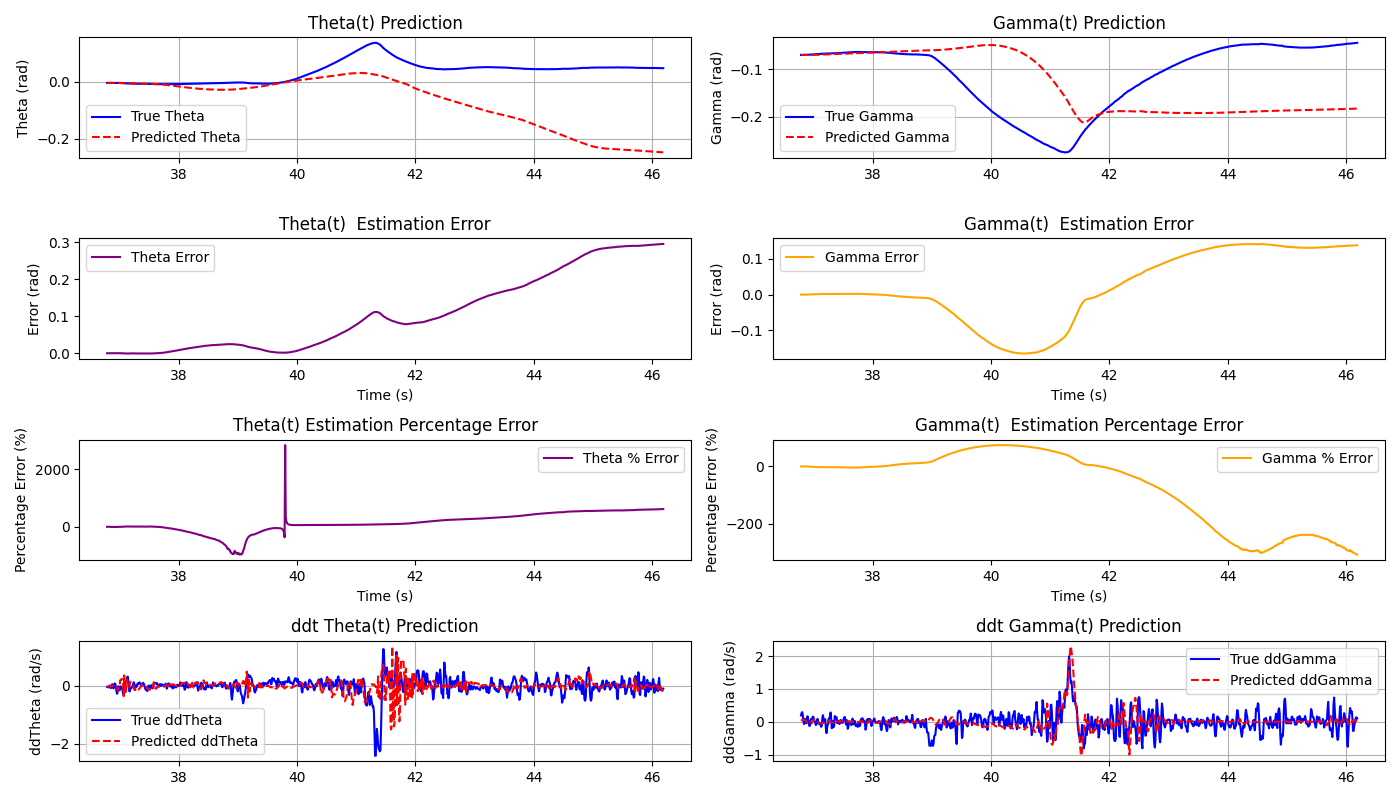 Theta(t) Prediction
Theta (rad)
0.0
−0.2
True Theta
Predicted Theta
38 40 42 44 46
Gamma(t) Prediction
Gamma (rad)
−0.1
−0.2
True Gamma
Predicted Gamma
38 40 42 44 46
Theta(t)  Estimation Error
Error (rad)
0.3
0.2
0.1
0.0
Theta Error
38 40 42 44 46
Time (s)
Gamma(t)  Estimation Error
Error (rad)
0.1
0.0
−0.1
Gamma Error
38 40 42 44 46
Time (s)
Theta(t) Estimation Percentage Error
Percentage Error (%)
2000
0
Theta % Error
38 40 42 44 46
Time (s)
Gamma(t)  Estimation Percentage Error
Percentage Error (%)
0
−200
Gamma % Error
38 40 42 44 46
Time (s)
ddt Theta(t) Prediction
ddTheta (rad/s)
0
−2
True ddTheta
Predicted ddTheta
38 40 42 44 46
ddt Gamma(t) Prediction
ddGamma (rad/s)
2
1
0
−1
True ddGamma
Predicted ddGamma
38 40 42 44 46